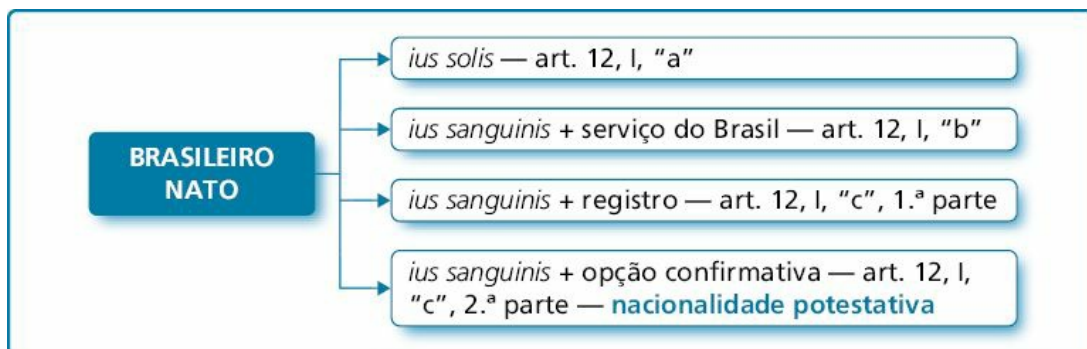 BRASILEIRO
NATO
ius solis — art. 12, I, “a”
ius sanguinis + serviço do Brasil — art. 12, I, “b”
ius sanguinis + registro — art. 12, I, “c”, 1.ª parte
ius sanguinis + opção confirmativa — art. 12, I,
“c”, 2.ª parte — nacionalidade potestativa